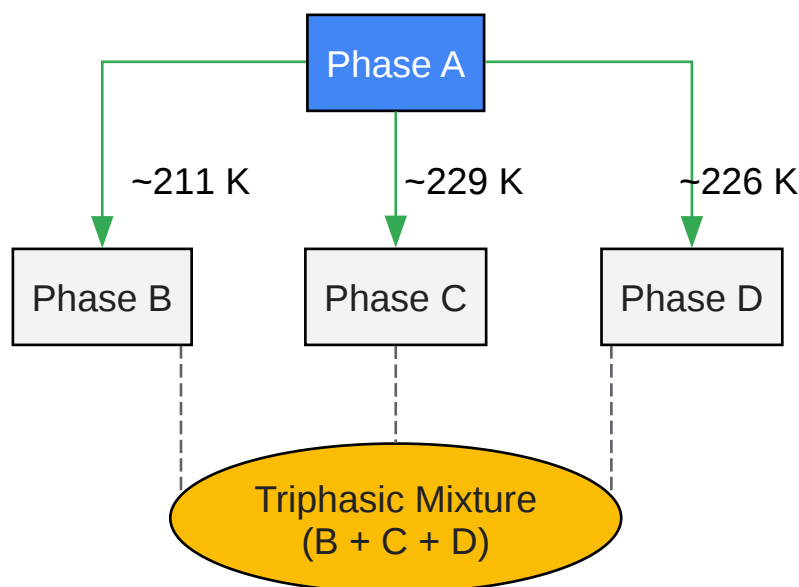 Phase A
~211 K
~229 K
~226 K
Phase B
Phase C
Phase D
Triphasic Mixture
(B + C + D)